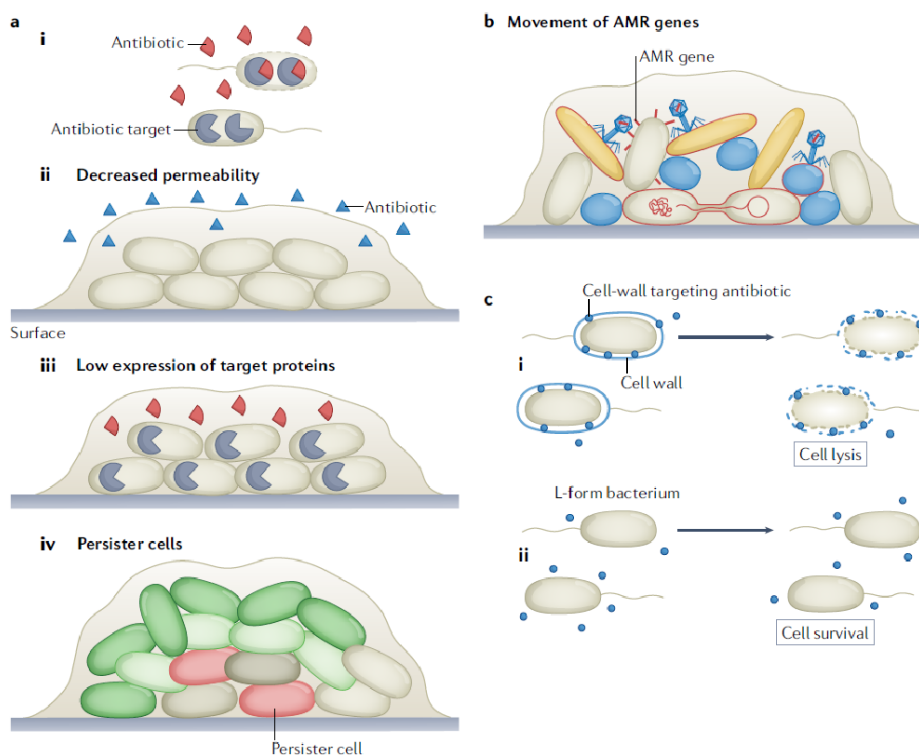 a
i
Antibiotic
Antibiotic target
ii Decreased permeability
Antibiotic
Surface
iii Low expression of target proteins
iv Persister cells
Persister cell
b Movement of AMR genes
AMR gene
c
Cell-wall targeting antibiotic
i
Cell wall
Cell lysis
L-form bacterium
ii
Cell survival